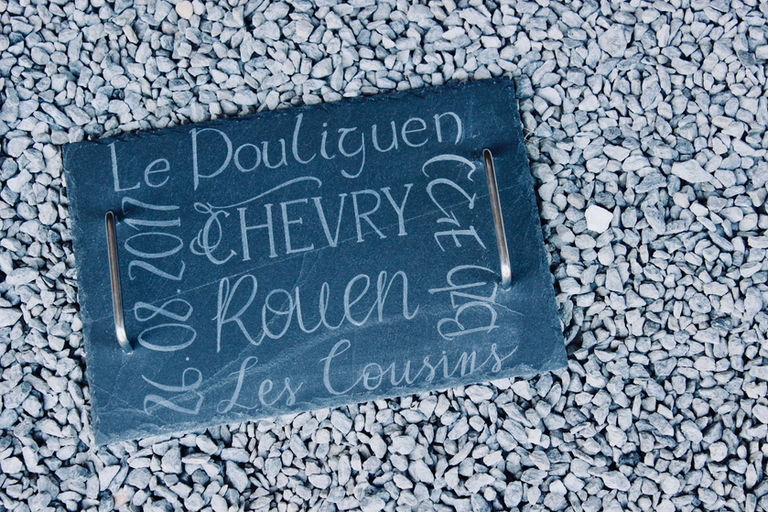 Le Pouliguen
26.08.2017
CHEVRY
Rouen
Les Cousins